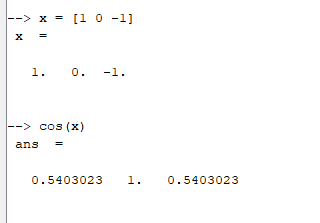 --> x = [1 0 -1]
x  =
1.   0.  -1.
--> cos(x)
ans  =
0.5403023   1.   0.5403023